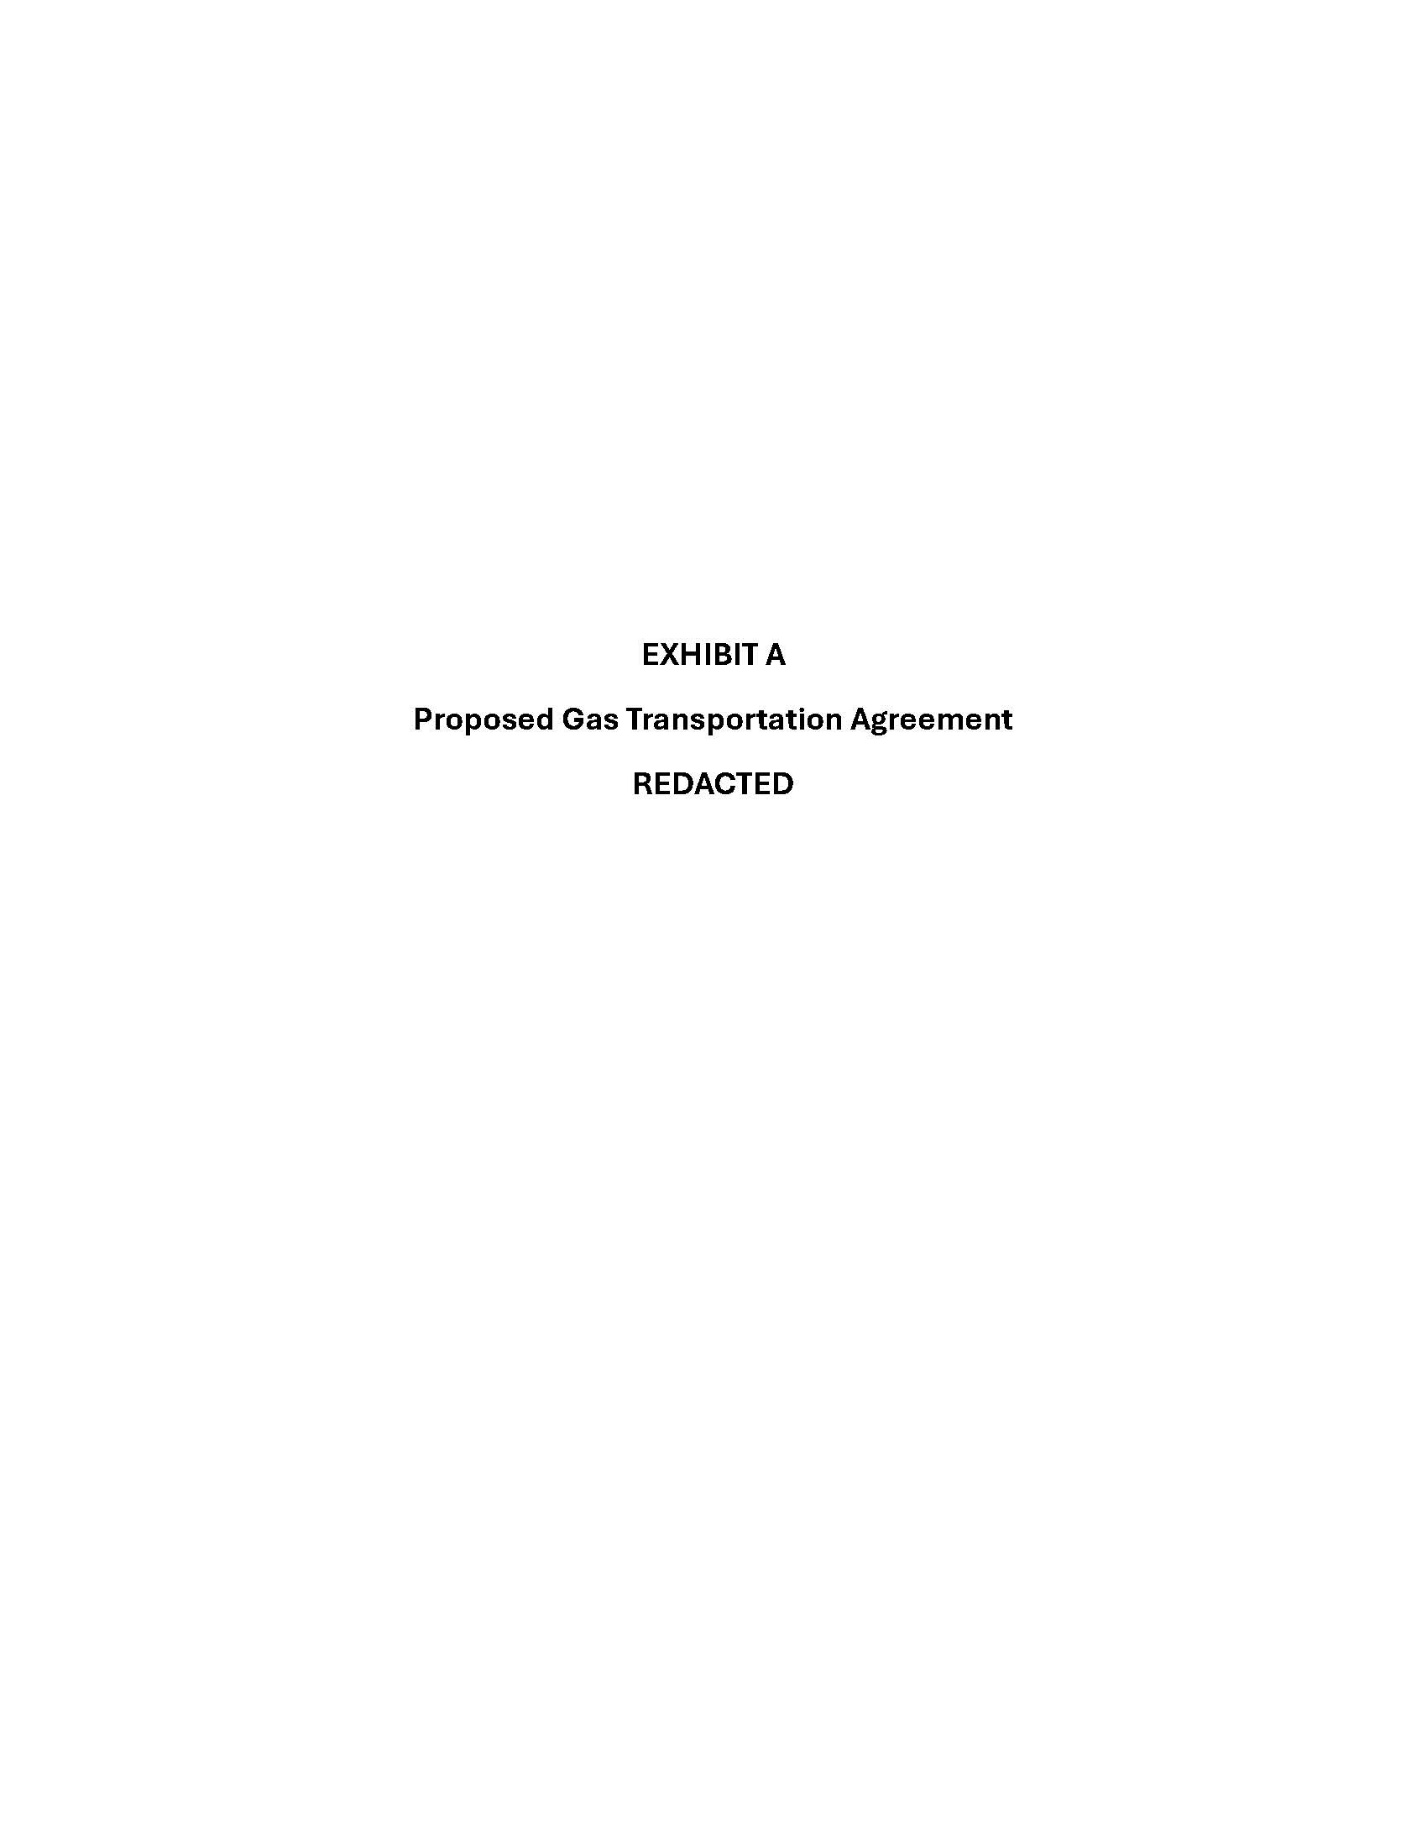 EXHIBIT A
Proposed Gas Transportation Agreement
REDACTED